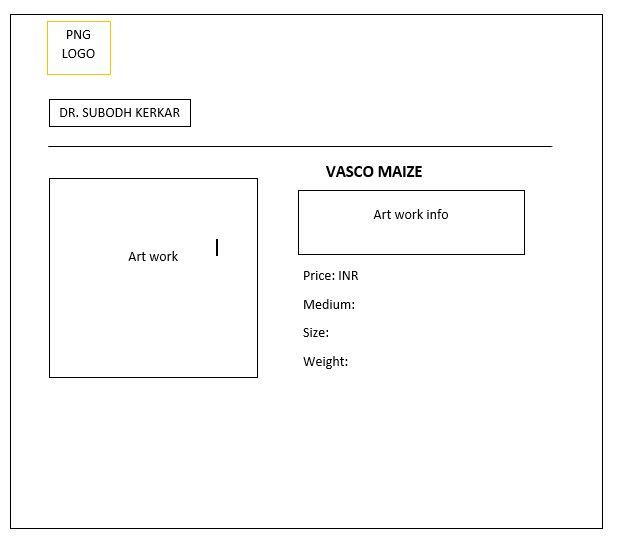 PNG
LOGO
DR. SUBODH KERKAR
VASCO MAIZE
Art work info
Art work
Price: INR
Medium:
Size:
Weight: